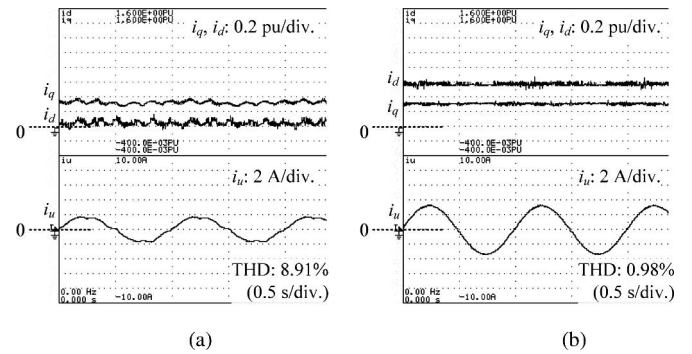 id 1.600E+00PU
iq 1.600E+00PU
iq, id: 0.2 pu/div.
iq
id
0
-400.0E-03PU
-400.0E-03PU
iu 10.00A
iu: 2 A/div.
iu
0
THD: 8.91%
0.00 Hz
0.000 s
-10.00A
(0.5 s/div.)
(a)
id 1.600E+00PU
iq 1.600E+00PU
iq, id: 0.2 pu/div.
id
iq
0
-400.0E-03PU
-400.0E-03PU
iu 10.00A
iu: 2 A/div.
iu
0
THD: 0.98%
0.00 Hz
0.000 s
-10.00A
(0.5 s/div.)
(b)